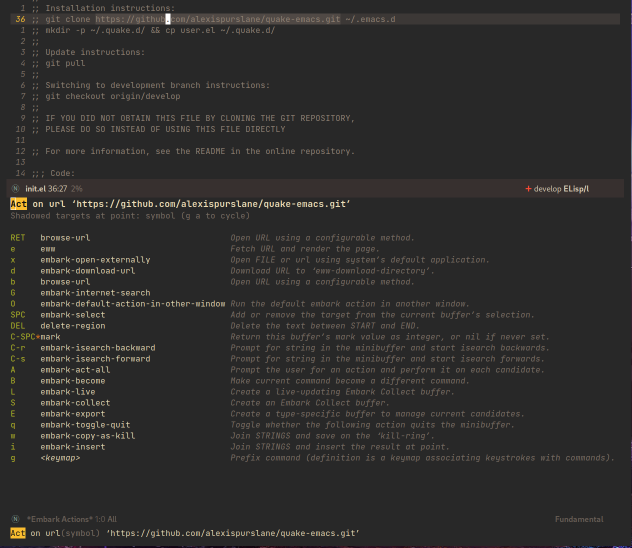 1 ;; Installation instructions:
36 ;; git clone https://github.com/alexispurslane/quake-emacs.git ~/.emacs.d
1 ;; mkdir -p ~/.quake.d/ && cp user.el ~/.quake.d/
2 ;;
3 ;; Update instructions:
4 ;; git pull
5 ;;
6 ;; Switching to development branch instructions:
7 ;; git checkout origin/develop
8 ;;
9 ;; IF YOU DID NOT OBTAIN THIS FILE BY CLONING THE GIT REPOSITORY,
10 ;; PLEASE DO SO INSTEAD OF USING THIS FILE DIRECTLY
11
12 ;; For more information, see the README in the online repository.
13
14 ;;; Code:
N init.el 36:27 2% + develop ELisp/l
Act on url ‘https://github.com/alexispurslane/quake-emacs.git’
Shadowed targets at point: symbol (g a to cycle)
RET browse-url Open URL using a configurable method.
e eww Fetch URL and render the page.
x embark-open-externally Open FILE or url using system’s default application.
d embark-download-url Download URL to ‘eww-download-directory’.
b browse-url Open URL using a configurable method.
G embark-internet-search
O embark-default-action-in-other-window Run the default embark action in another window.
SPC embark-select Add or remove the target from the current buffer’s selection.
DEL delete-region Delete the text between START and END.
C-SPC+mark Return this buffer’s mark value as integer, or nil if never set.
C-r embark-isearch-backward Prompt for string in the minibuffer and start isearch backwards.
C-s embark-isearch-forward Prompt for string in the minibuffer and start isearch forwards.
A embark-act-all Prompt the user for an action and perform it on each candidate.
B embark-become Make current command become a different command.
L embark-live Create a live-updating Embark Collect buffer.
S embark-collect Create an Embark Collect buffer.
E embark-export Create a type-specific buffer to manage current candidates.
q embark-toggle-quit Toggle whether the following action quits the minibuffer.
w embark-copy-as-kill Join STRINGS and save on the ‘kill-ring’.
i embark-insert Join STRINGS and insert the result at point.
g <keymap> Prefix command (definition is a keymap associating keystrokes with commands).
N *Embark Actions* 1:0 All Fundamental
Act on url(symbol) ‘https://github.com/alexispurslane/quake-emacs.git’